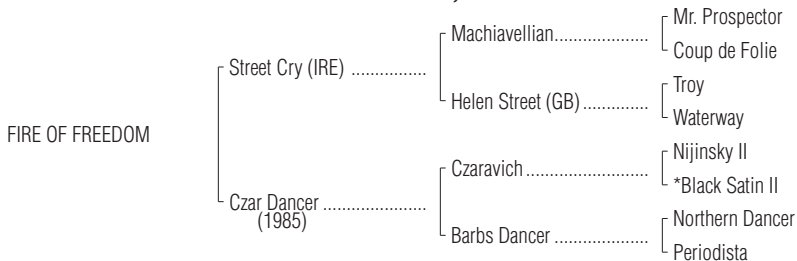 Mr. Prospector
Machiavellian....................
Coup de Folie
Street Cry (IRE) ................
Troy
Helen Street (GB)..............
Waterway
FIRE OF FREEDOM
Nijinsky II
Czaravich..........................
*Black Satin II
Czar Dancer ......................
(1985)
Northern Dancer
Barbs Dancer ....................
Periodista